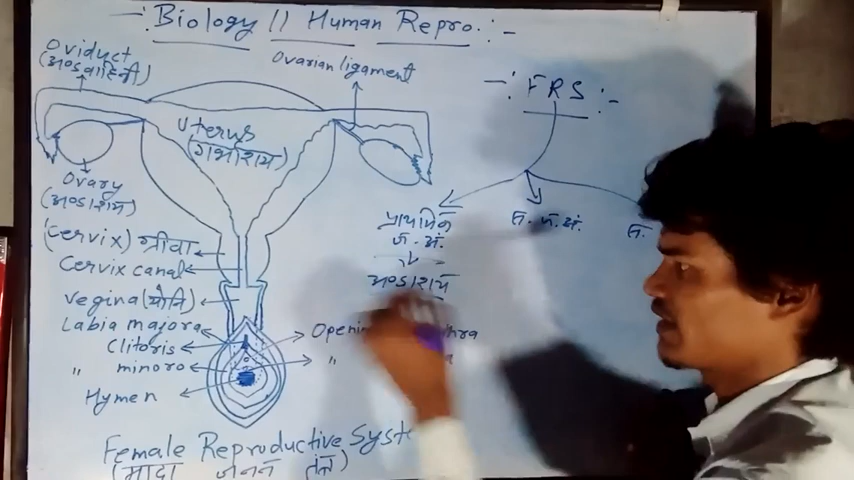 -: Biology || Human Repro. :-
Oviduct
(अण्डवाहिनी)
Ovarian ligament
Uterus
(गर्भाशय)
Ovary
(अण्डाशय)
(Cervix) ग्रीवा
Cervix canal
Vegina (योनि)
Labia majora
Clitoris
" minoro
Hymen
"
Female Reproductive Syst
(मादा जनन तंत्र)
-: FRS :-
प्राथमिक
ज. अं.
अण्डाशय
द्वि. ज. अं.